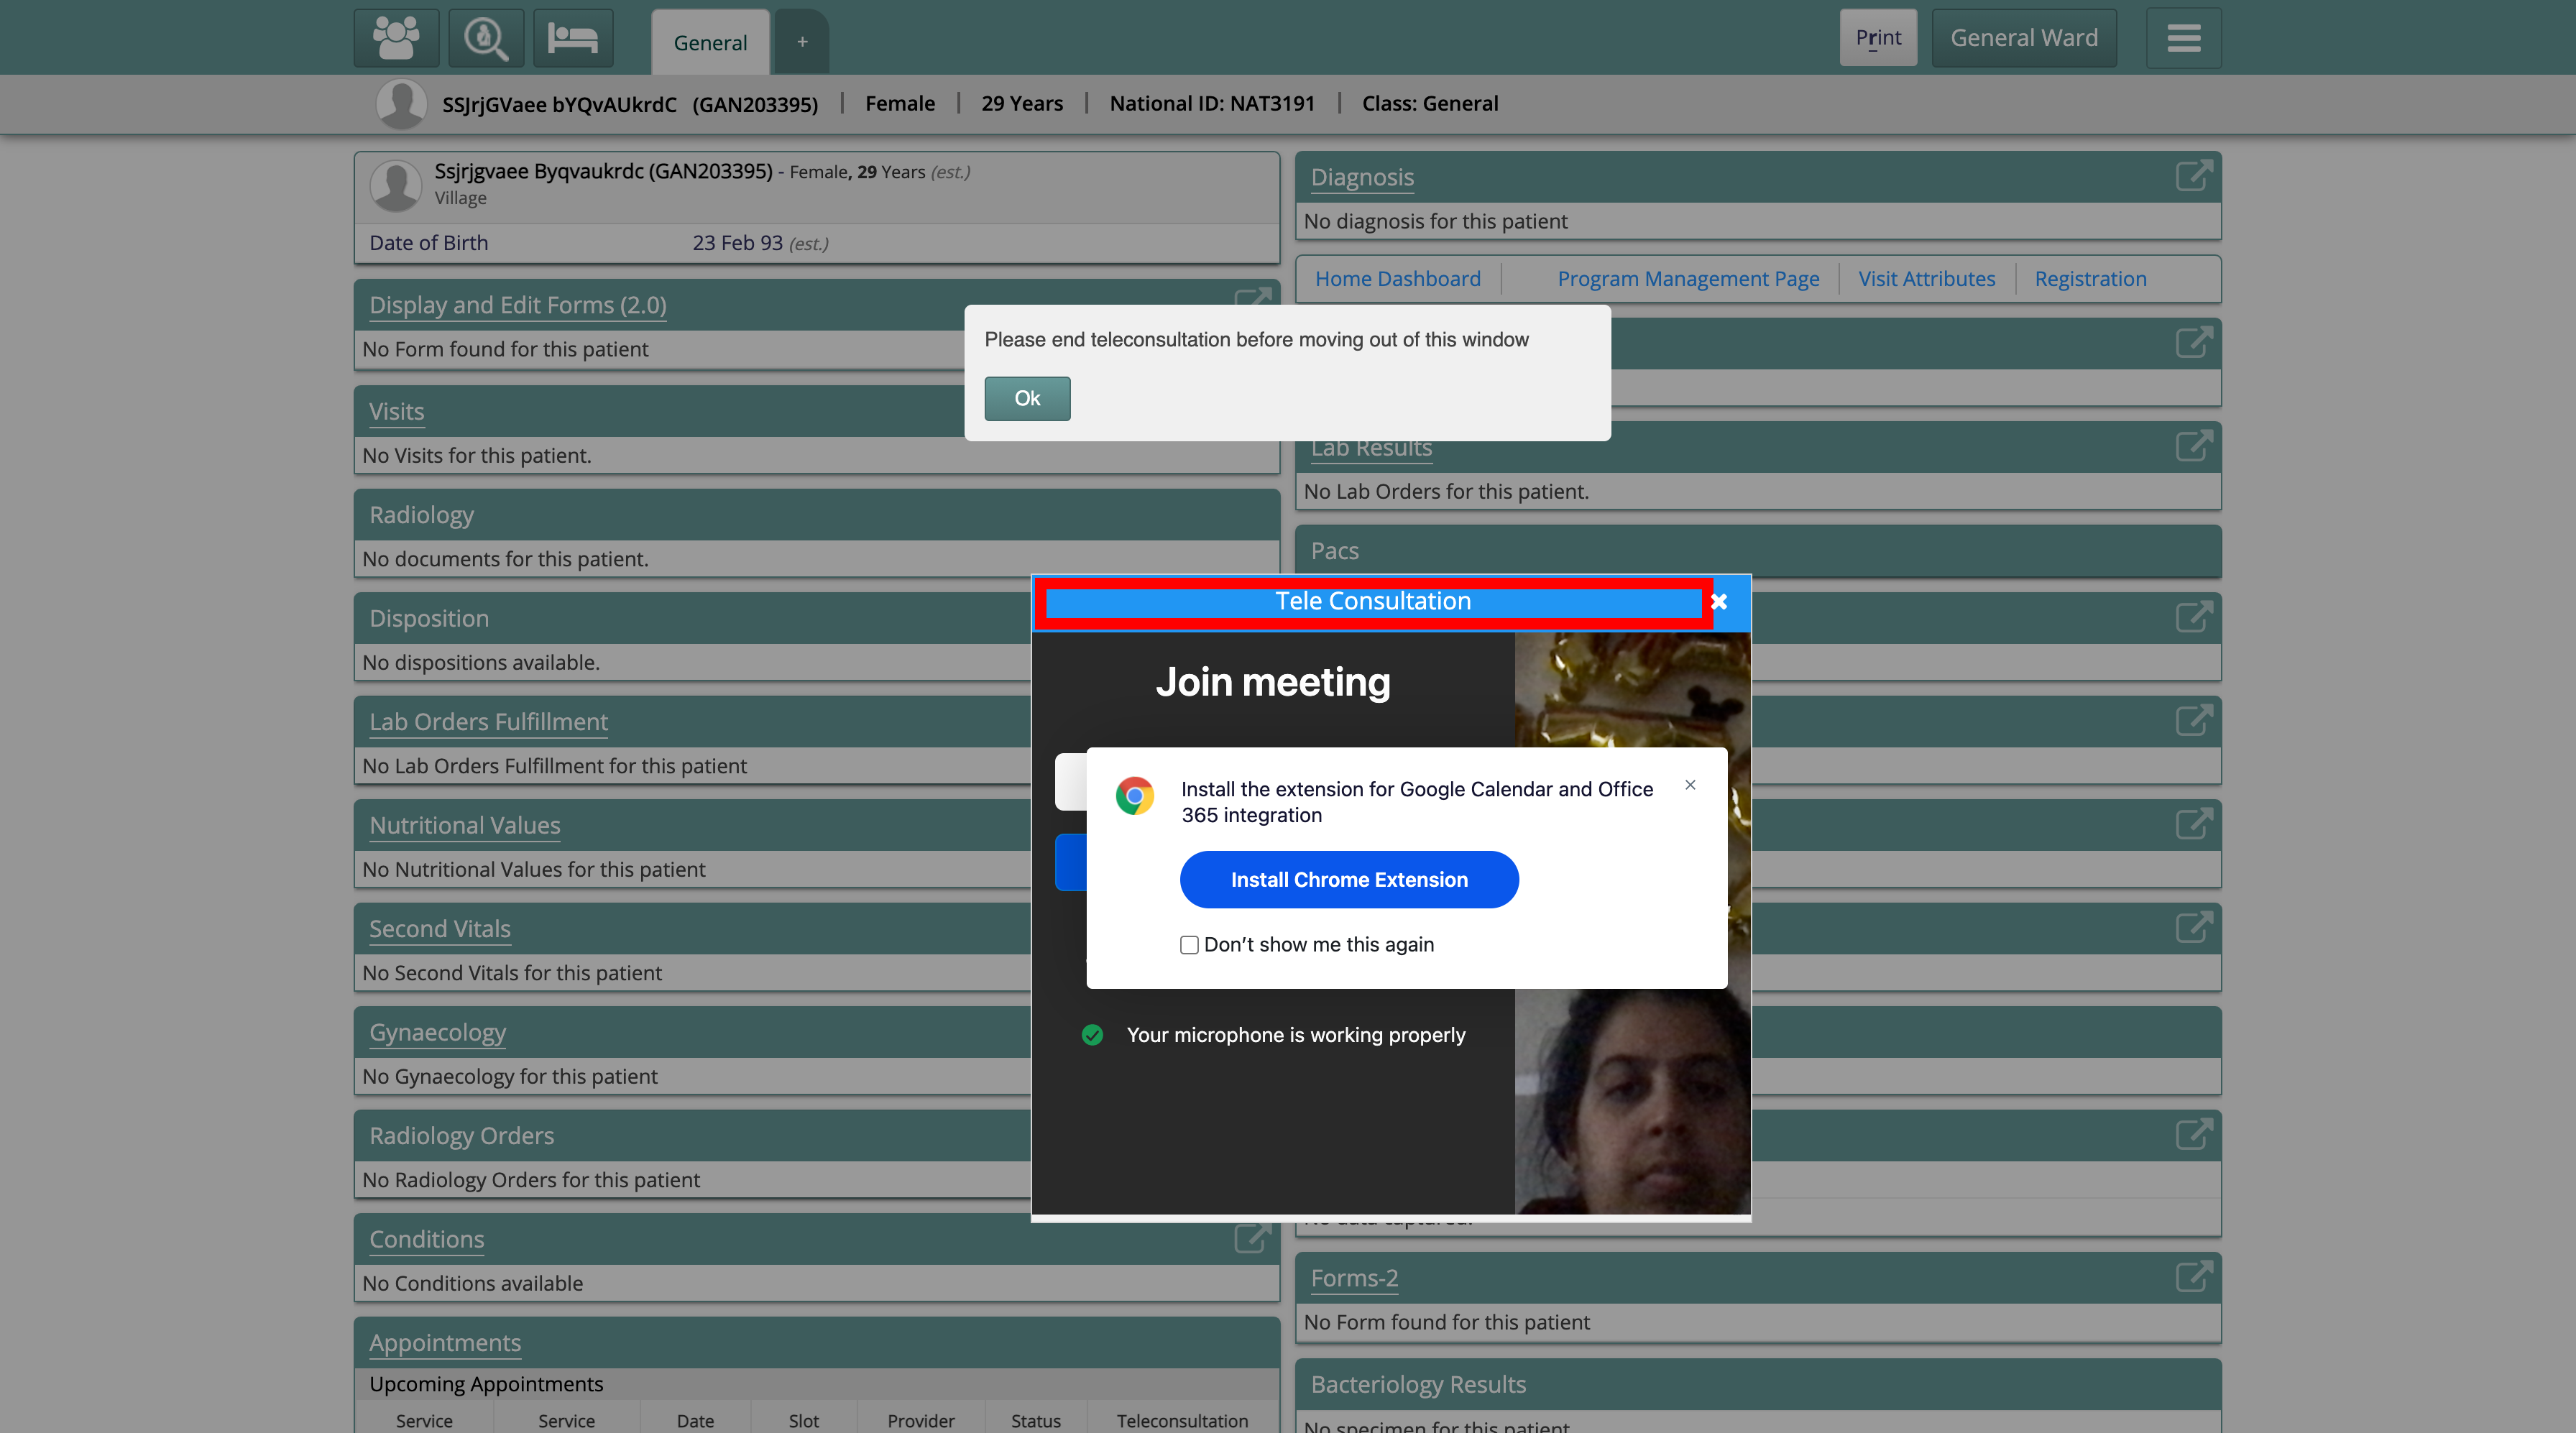 General
+
Print
General Ward
SSJrjGVaee bYQvAUkrdC (GAN203395) | Female | 29 Years | National ID: NAT3191 | Class: General
Ssjrjgvaee Byqvaukrdc (GAN203395) - Female, 29 Years (est.)
Village
Date of Birth 23 Feb 93 (est.)
Display and Edit Forms (2.0)
No Form found for this patient
Visits
No Visits for this patient.
Radiology
No documents for this patient.
Disposition
No dispositions available.
Lab Orders Fulfillment
No Lab Orders Fulfillment for this patient
Nutritional Values
No Nutritional Values for this patient
Second Vitals
No Second Vitals for this patient
Gynaecology
No Gynaecology for this patient
Radiology Orders
No Radiology Orders for this patient
Conditions
No Conditions available
Appointments
Upcoming Appointments
Service Service Date Slot Provider Status Teleconsultation
Diagnosis
No diagnosis for this patient
Home Dashboard Program Management Page Visit Attributes Registration
Please end teleconsultation before moving out of this window
Ok
Lab Results
No Lab Orders for this patient.
Pacs
Tele Consultation
Join meeting
Install the extension for Google Calendar and Office
365 integration
Install Chrome Extension
Don't show me this again
Your microphone is working properly
No data captured.
Forms-2
No Form found for this patient
Bacteriology Results
No specimen for this patient